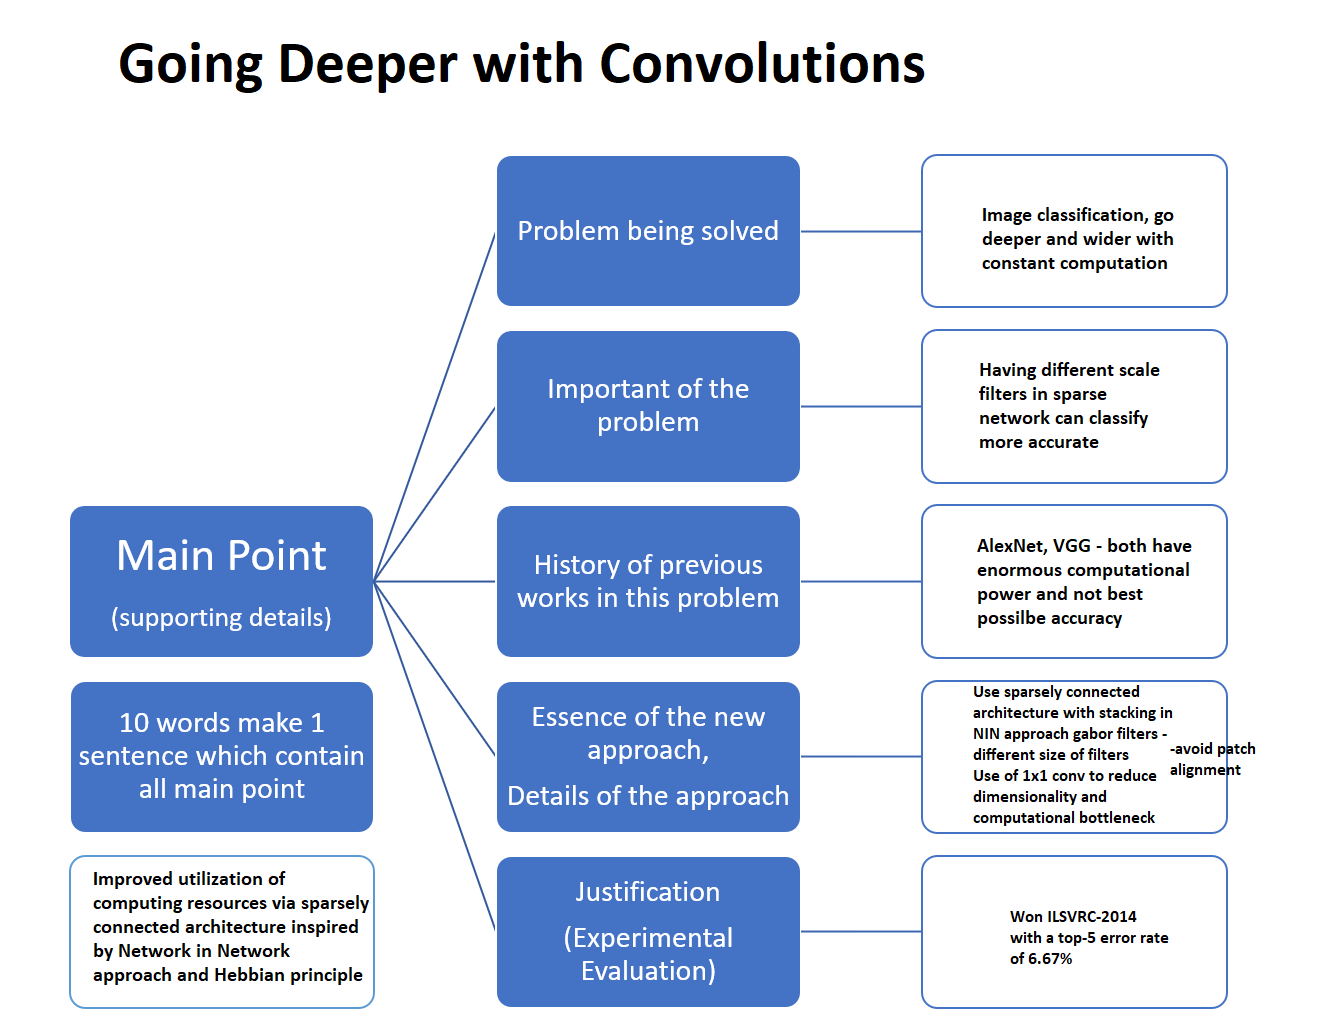 Going Deeper with Convolutions
Problem being solved
Image classification, go
deeper and wider with
constant computation
Important of the
problem
Having different scale
filters in sparse
network can classify
more accurate
Main Point
(supporting details)
History of previous
works in this problem
AlexNet, VGG - both have
enormous computational
power and not best
possilbe accuracy
10 words make 1
sentence which contain
all main point
Essence of the new
approach,
Details of the approach
Use sparsely connected
architecture with stacking in
NIN approach gabor filters -
different size of filters
Use of 1x1 conv to reduce
dimensionality and
computational bottleneck
-avoid patch
alignment
Improved utilization of
computing resources via sparsely
connected architecture inspired
by Network in Network
approach and Hebbian principle
Justification
(Experimental
Evaluation)
Won ILSVRC-2014
with a top-5 error rate
of 6.67%